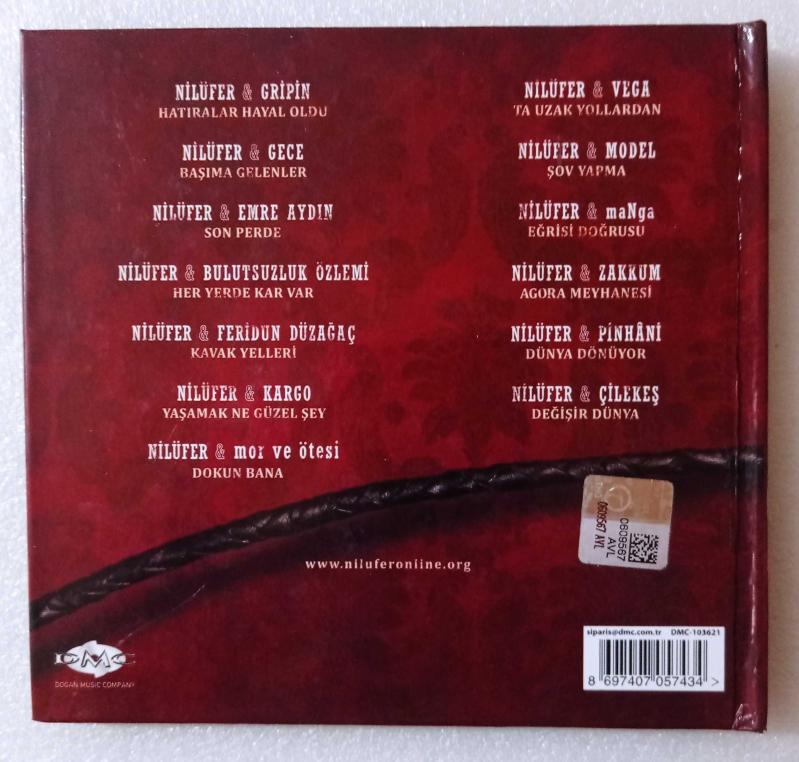 NİLÜFER & GRİPİN
HATIRALAR HAYAL OLDU
NİLÜFER & GECE
BAŞIMA GELENLER
NİLÜFER & EMRE AYDIN
SON PERDE
NİLÜFER & BULUTSUZLUK ÖZLEMİ
HER YERDE KAR VAR
NİLÜFER & FERİDUN DÜZAĞAÇ
KAVAK YELLERİ
NİLÜFER & KARGO
YAŞAMAK NE GÜZEL ŞEY
NİLÜFER & mor ve ötesi
DOKUN BANA
NİLÜFER & VEGA
TA UZAK YOLLARDAN
NİLÜFER & MODEL
ŞOV YAPMA
NİLÜFER & maNga
EĞRİSİ DOĞRUSU
NİLÜFER & ZAKKUM
AGORA MEYHANESİ
NİLÜFER & PİNHÂNİ
DÜNYA DÖNÜYOR
NİLÜFER & ÇİLEKEŞ
DEĞİŞİR DÜNYA
0609567 AVL
0609567
AVL
www.niluferonline.org
DMC
DOGAN MUSIC COMPANY
siparis@dmc.com.tr DMC-103621
8 697407 057434 >